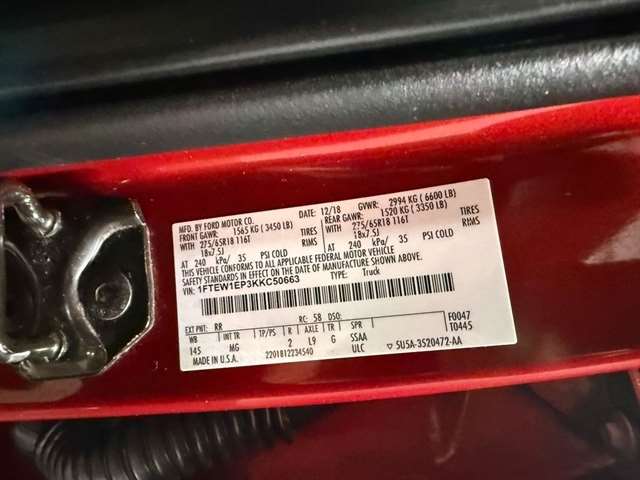 MFD. BY FORD MOTOR CO.
DATE: 12/18 GVWR: 2994 KG ( 6600 LB)
FRONT GAWR: 1565 KG ( 3450 LB) REAR GAWR: 1520 KG ( 3350 LB)
WITH 275/65R18 116T TIRES WITH 275/65R18 116T TIRES
18x7.5J RIMS 18x7.5J RIMS
AT 240 kPa/ 35 PSI COLD AT 240 kPa/ 35 PSI COLD
THIS VEHICLE CONFORMS TO ALL APPLICABLE FEDERAL MOTOR VEHICLE
SAFETY STANDARDS IN EFFECT ON THE DATE OF MANUFACTURE SHOWN ABOVE.
VIN: 1FTEW1EP3KKC50663
TYPE: Truck
EXT PNT: RR RC: 58 DSO: F0047
WB TP/PS R AXLE TR SPR T0445
145 MG 2 L9 G SSAA
MADE IN U.S.A. 2201812234540 ULC 5U5A-3520472-AA